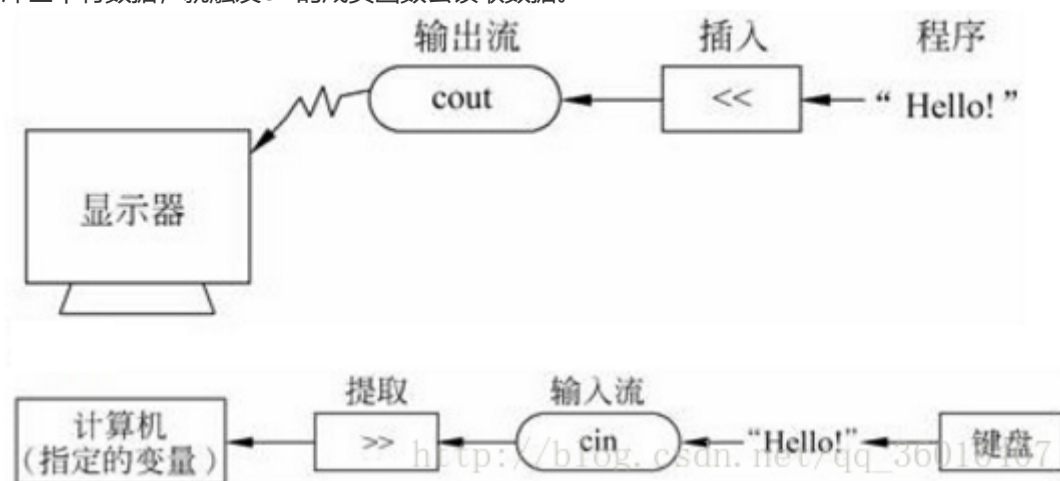 输出流 插入 程序
cout << “ Hello! ”
显示器
提取 输入流
计算机
(指定的变量) >> cin “Hello!” 键盘
http://blog.csdn.net/qq_36016407